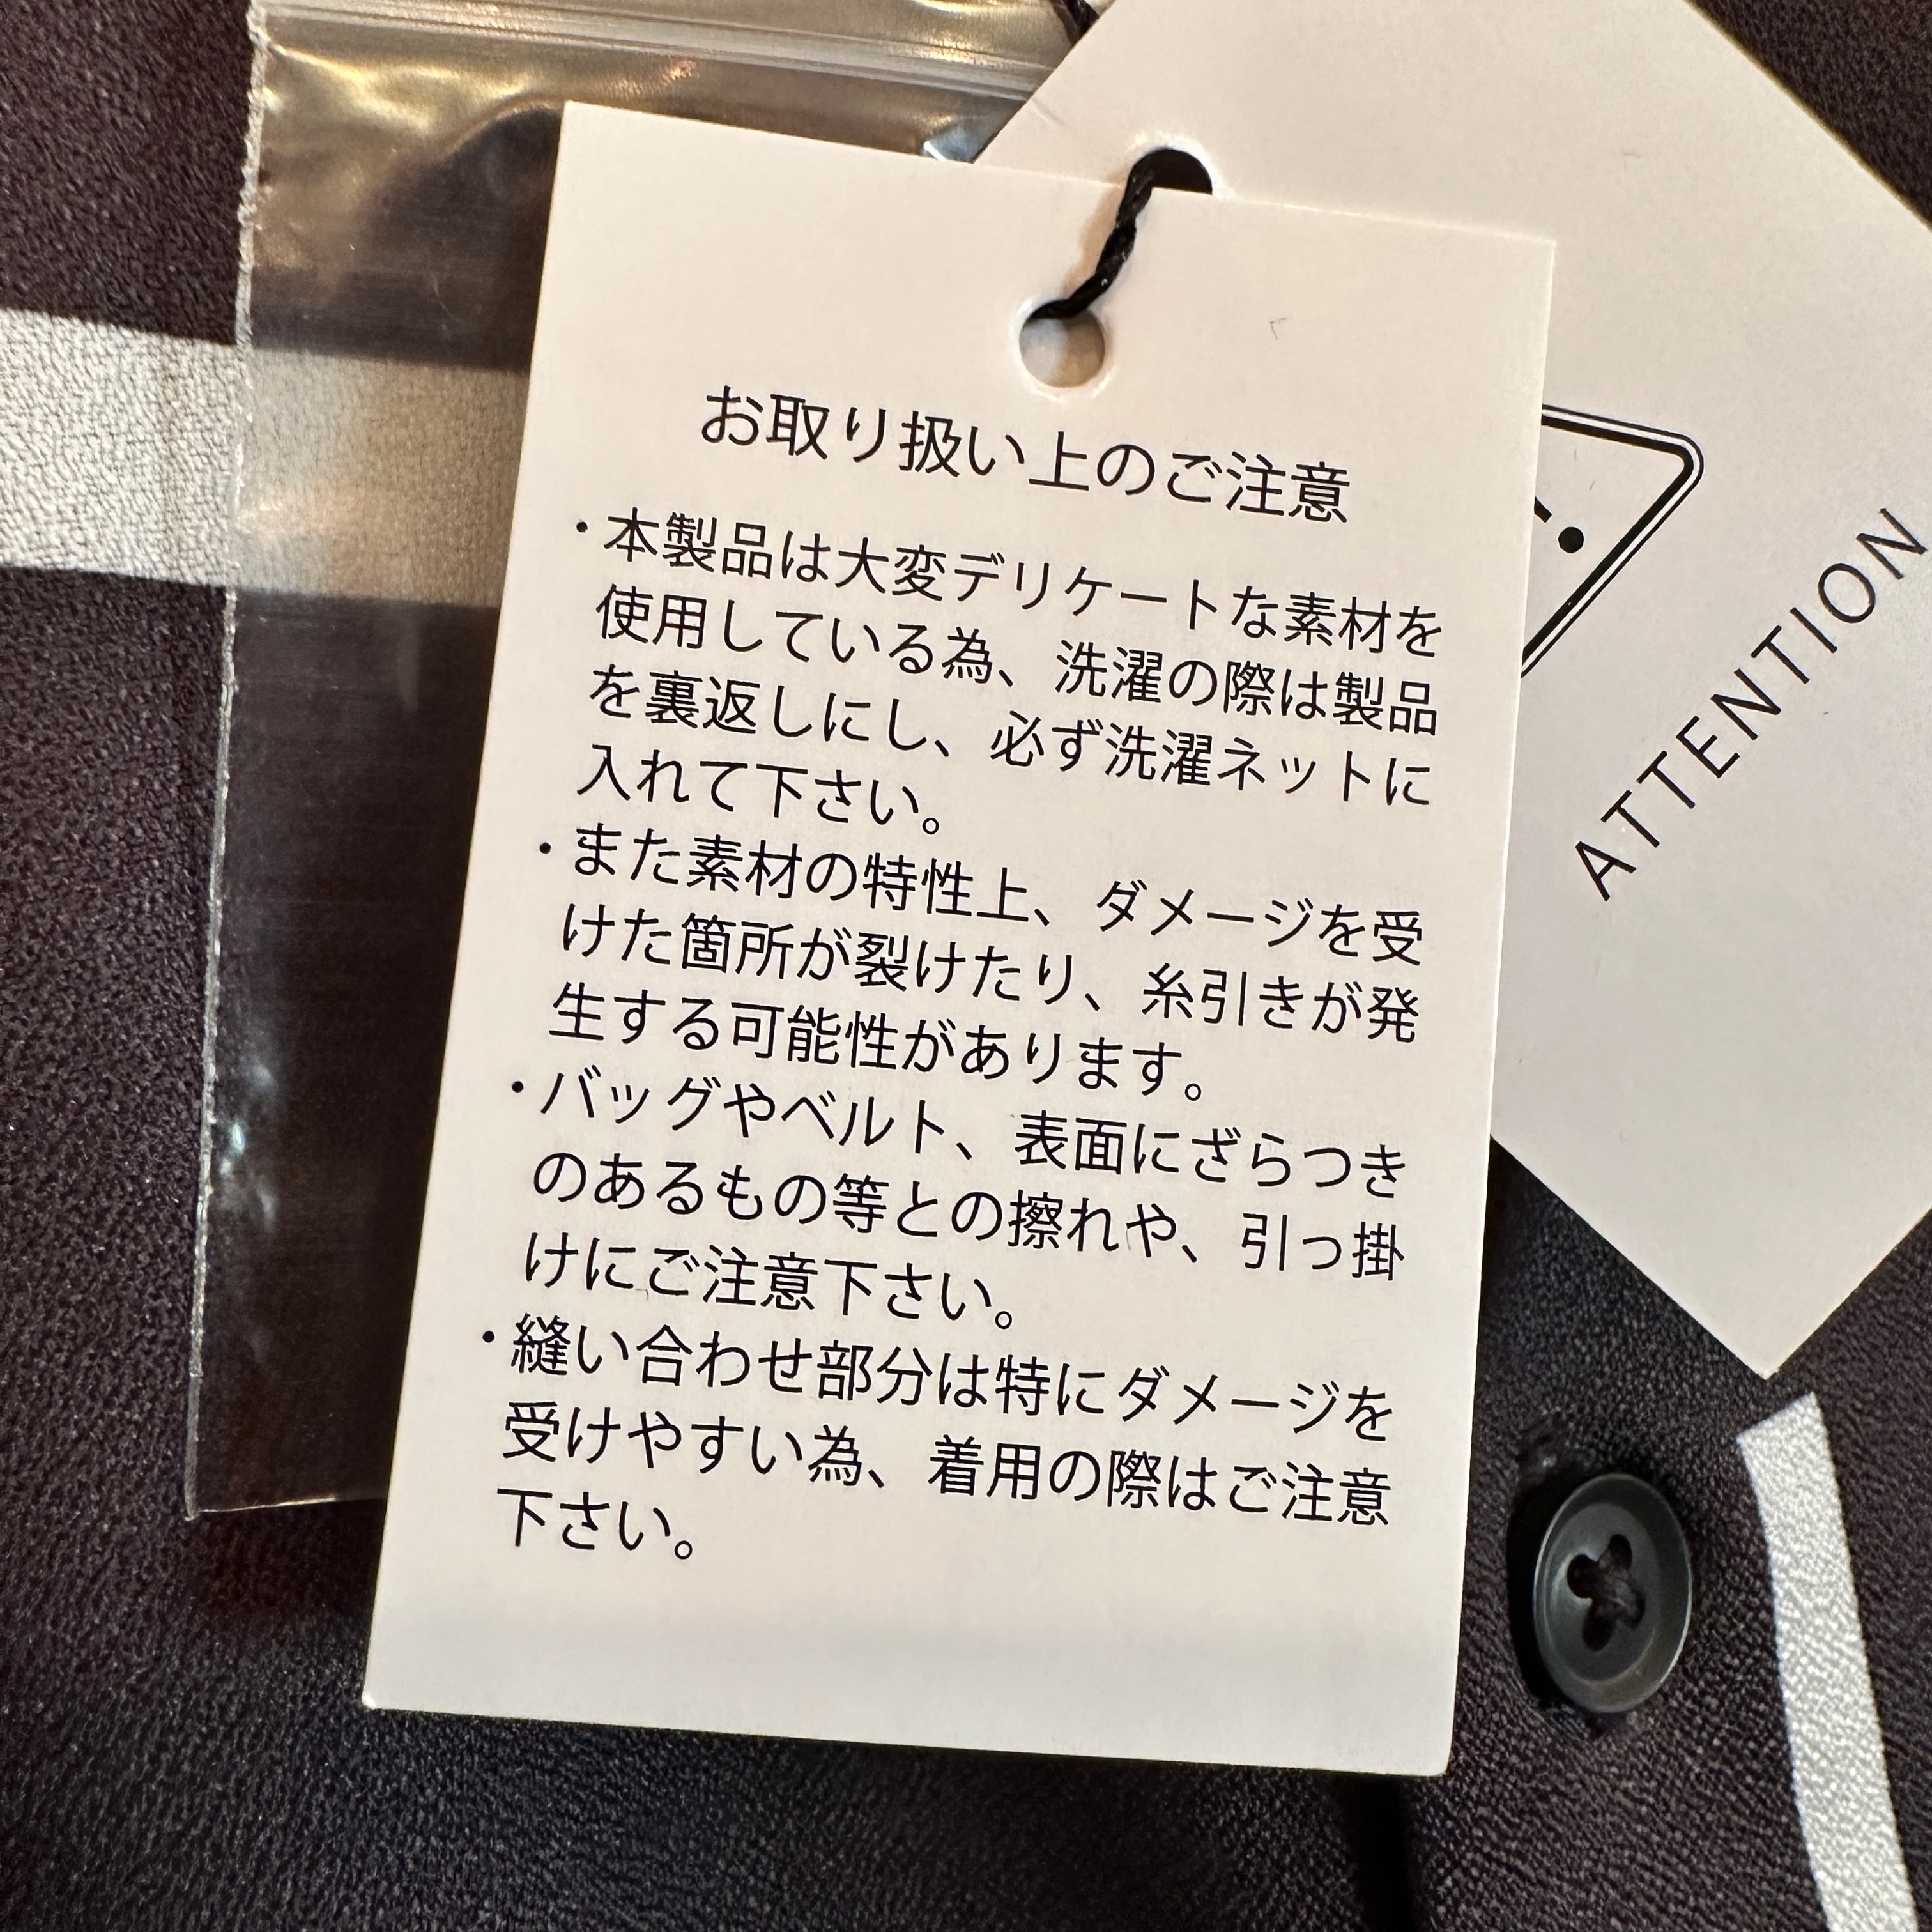 お取り扱い上のご注意
・本製品は大変デリケートな素材を
使用している為、洗濯の際は製品
を裏返しにし、必ず洗濯ネットに
入れて下さい。
・また素材の特性上、ダメージを受
けた箇所が裂けたり、糸引きが発
生する可能性があります。
・バッグやベルト、表面にざらつき
のあるもの等との擦れや、引っ掛
けにご注意下さい。
・縫い合わせ部分は特にダメージを
受けやすい為、着用の際はご注意
下さい。
ATTENTION